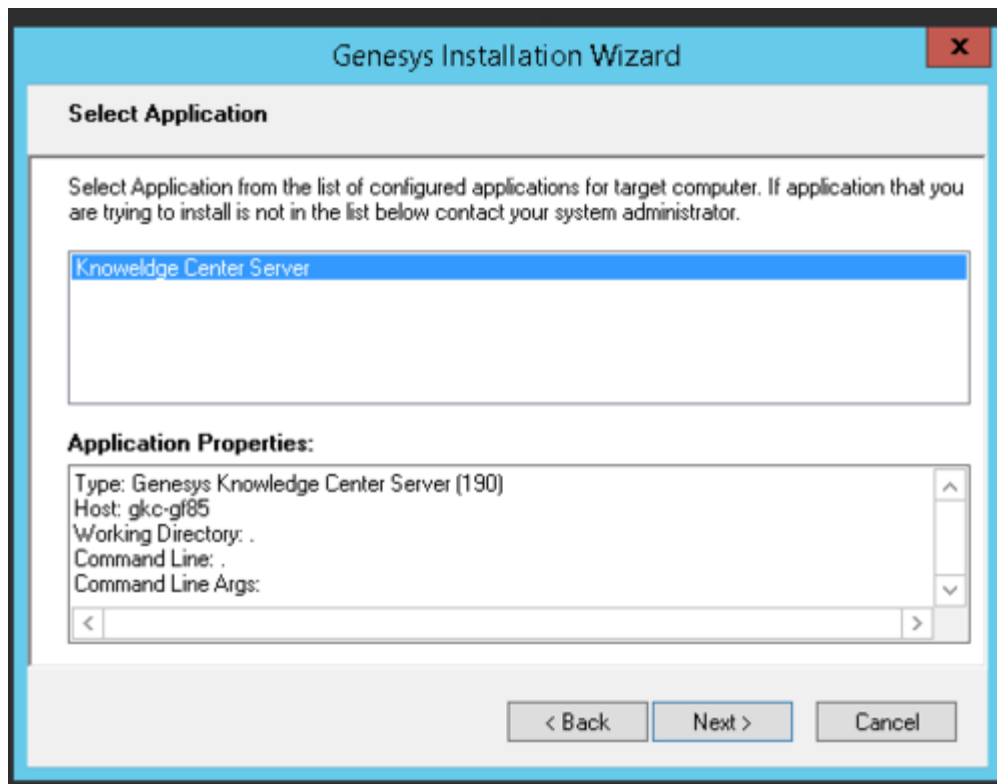 Genesys Installation Wizard
x
Select Application
Select Application from the list of configured applications for target computer. If application that you
are trying to install is not in the list below contact your system administrator.
Knoweldge Center Server
Application Properties:
Type: Genesys Knowledge Center Server (190)
Host: gkc-gf85
Working Directory: .
Command Line: .
Command Line Args:
< Back Next > Cancel